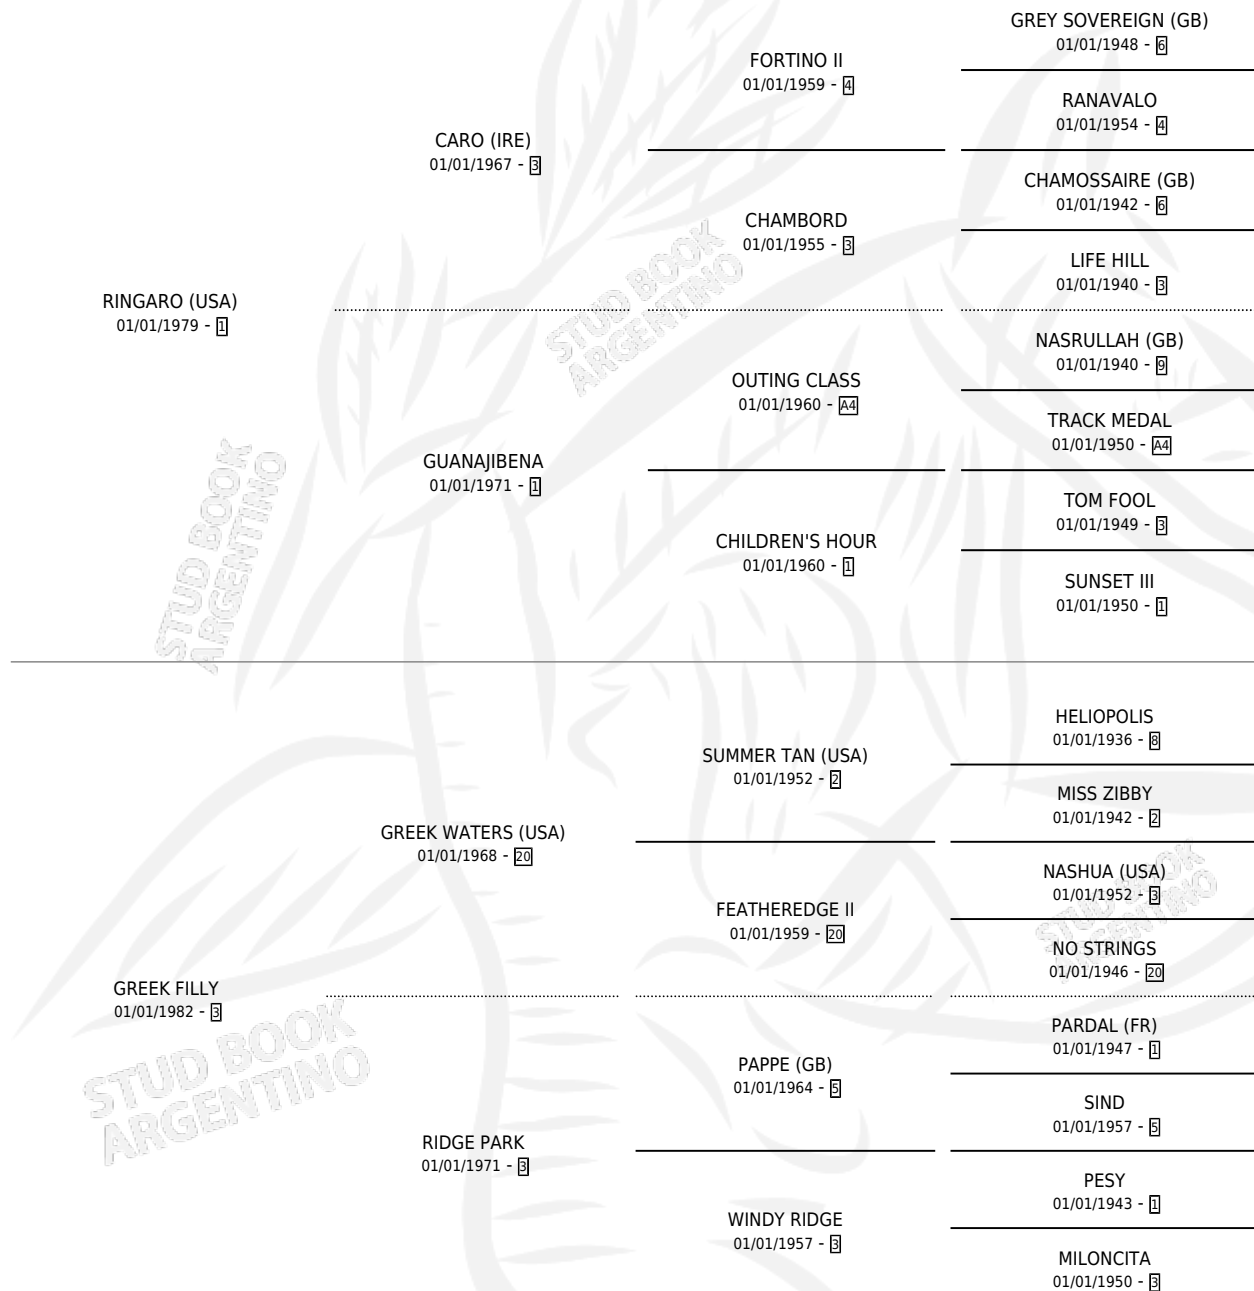 GREY SOVEREIGN (GB)
01/01/1948 - 6
FORTINO II
01/01/1959 - 4
RANAVALO
01/01/1954 - 4
CARO (IRE)
01/01/1967 - 3
CHAMOSSAIRE (GB)
01/01/1942 - 6
CHAMBORD
01/01/1955 - 3
LIFE HILL
01/01/1940 - 3
RINGARO (USA)
01/01/1979 - 1
STUD BOOK
ARGENTINO
NASRULLAH (GB)
01/01/1940 - 9
OUTING CLASS
01/01/1960 - A4
TRACK MEDAL
01/01/1950 - A4
GUANAJIBENA
01/01/1971 - 1
TOM FOOL
01/01/1949 - 3
CHILDREN'S HOUR
01/01/1960 - 1
SUNSET III
01/01/1950 - 1
STUD BOOK
ARGENTINO
HELIOPOLIS
01/01/1936 - 8
SUMMER TAN (USA)
01/01/1952 - 2
MISS ZIBBY
01/01/1942 - 2
GREEK WATERS (USA)
01/01/1968 - 20
NASHUA (USA)
01/01/1952 - 3
FEATHEREDGE II
01/01/1959 - 20
STUD BOOK
ARGENTINO
NO STRINGS
01/01/1946 - 20
GREEK FILLY
01/01/1982 - 3
STUD BOOK
ARGENTINO
PARDAL (FR)
01/01/1947 - 1
PAPPE (GB)
01/01/1964 - 5
SIND
01/01/1957 - 5
RIDGE PARK
01/01/1971 - 3
PESY
01/01/1943 - 1
WINDY RIDGE
01/01/1957 - 3
MILONCITA
01/01/1950 - 3